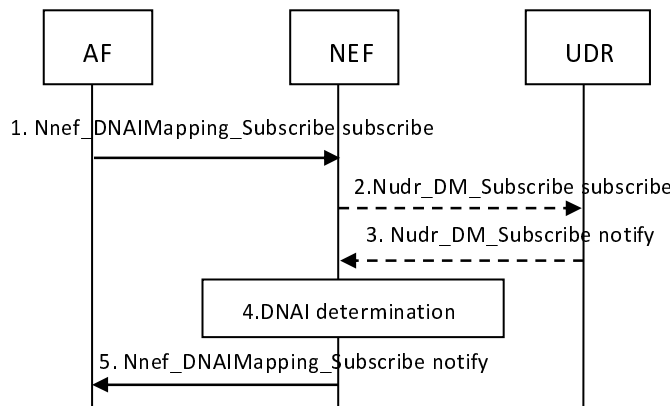 AF
NEF
UDR
1. Nnef_DNAIMapping_Subscribe subscribe
2.Nudr_DM_Subscribe subscribe
3. Nudr_DM_Subscribe notify
4.DNAI determination
5. Nnef_DNAIMapping_Subscribe notify